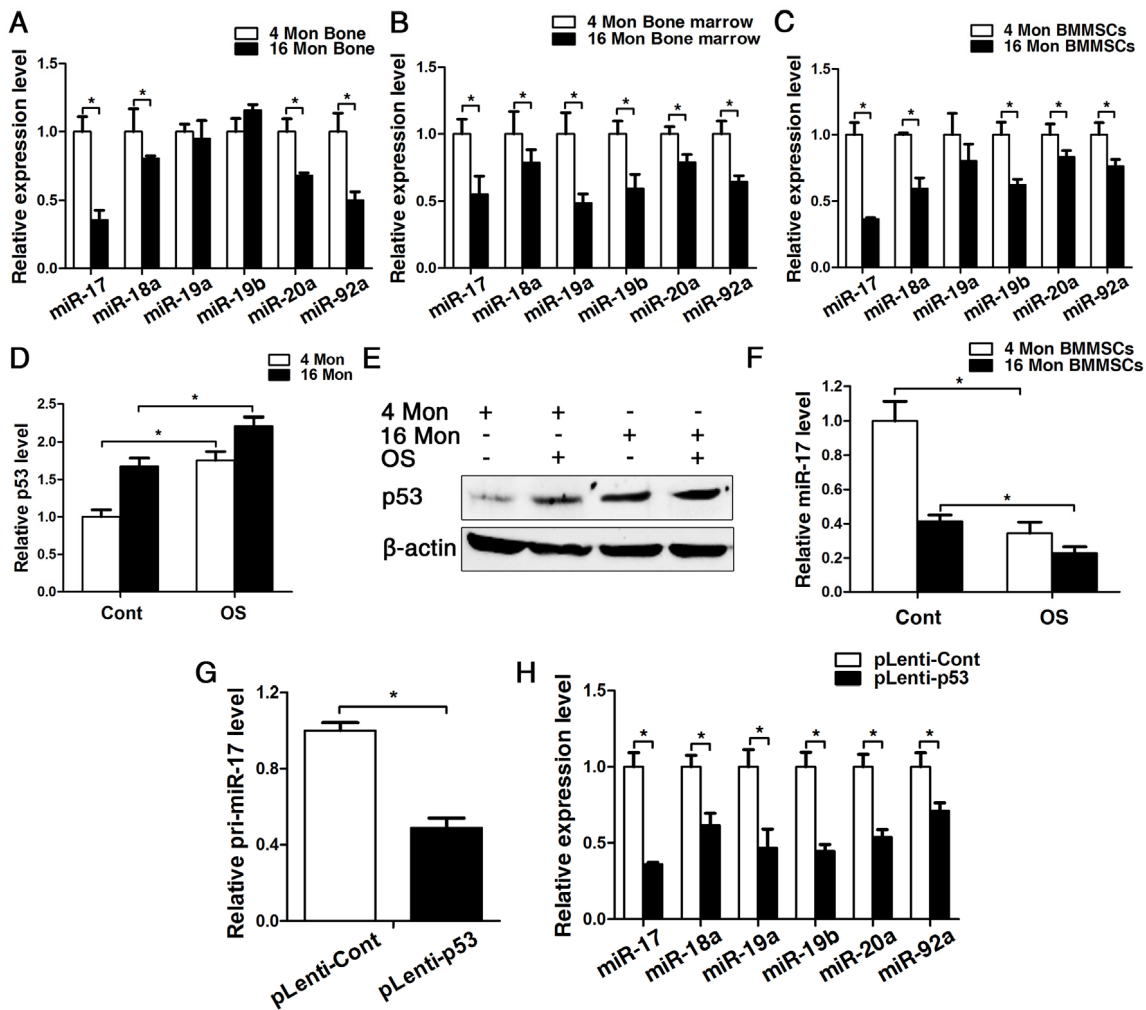 A
4 Mon Bone
16 Mon Bone
Relative expression level
1.5
1.0
0.5
0.0
* * * *
miR-17 miR-18a miR-19a miR-19b miR-20a miR-92a
B
4 Mon Bone marrow
16 Mon Bone marrow
Relative expression level
1.5
1.0
0.5
0.0
* * * * * *
miR-17 miR-18a miR-19a miR-19b miR-20a miR-92a
C
4 Mon BMMSCs
16 Mon BMMSCs
Relative expression level
1.5
1.0
0.5
0.0
* * * * *
miR-17 miR-18a miR-19a miR-19b miR-20a miR-92a
D
4 Mon
16 Mon
Relative p53 level
2.5
2.0
1.5
1.0
0.5
0.0
*
*
Cont OS
E
4 Mon + + - -
16 Mon - - + +
OS - + - +
p53
β-actin
F
4 Mon BMMSCs
16 Mon BMMSCs
Relative miR-17 level
1.2
1.0
0.8
0.6
0.4
0.2
0.0
*
*
Cont OS
G
Relative pri-miR-17 level
1.2
0.8
0.4
0.0
*
pLenti-Cont pLenti-p53
H
pLenti-Cont
pLenti-p53
Relative expression level
1.5
1.0
0.5
0.0
* * * * * *
miR-17 miR-18a miR-19a miR-19b miR-20a miR-92a